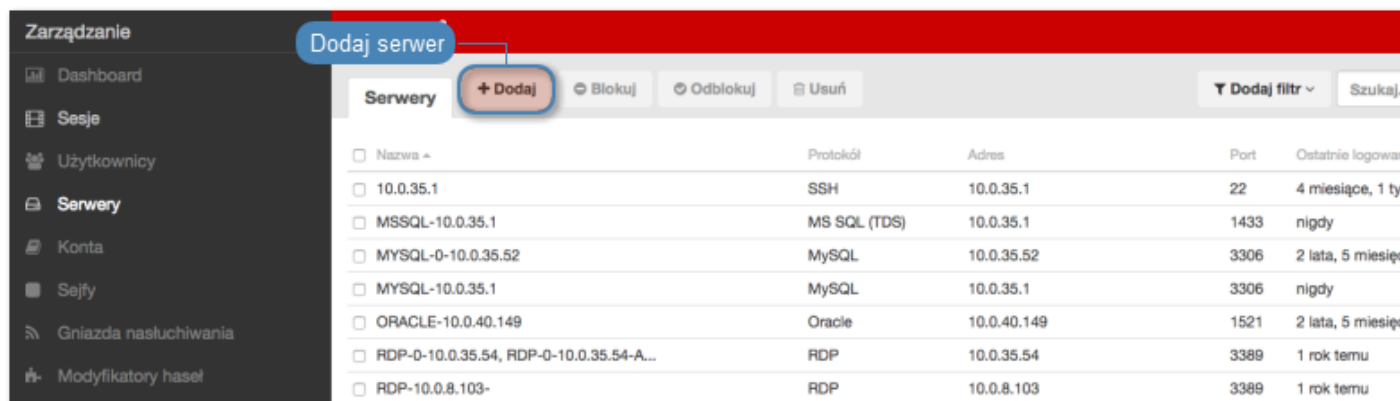 Zarządzanie
Dodaj serwer
Dashboard
Sesje
Użytkownicy
Serwery
Konta
Sejfy
Gniazda nasłuchiwania
Modyfikatory haseł
Serwery + Dodaj Blokuj Odblokuj Usuń Dodaj filtr Szukaj.
Nazwa Protokół Adres Port Ostatnie logowa
10.0.35.1 SSH 10.0.35.1 22 4 miesiące, 1 ty
MSSQL-10.0.35.1 MS SQL (TDS) 10.0.35.1 1433 nigdy
MYSQL-0-10.0.35.52 MySQL 10.0.35.52 3306 2 lata, 5 miesię
MYSQL-10.0.35.1 MySQL 10.0.35.1 3306 nigdy
ORACLE-10.0.40.149 Oracle 10.0.40.149 1521 2 lata, 5 miesię
RDP-0-10.0.35.54, RDP-0-10.0.35.54-A... RDP 10.0.35.54 3389 1 rok temu
RDP-10.0.8.103- RDP 10.0.8.103 3389 1 rok temu